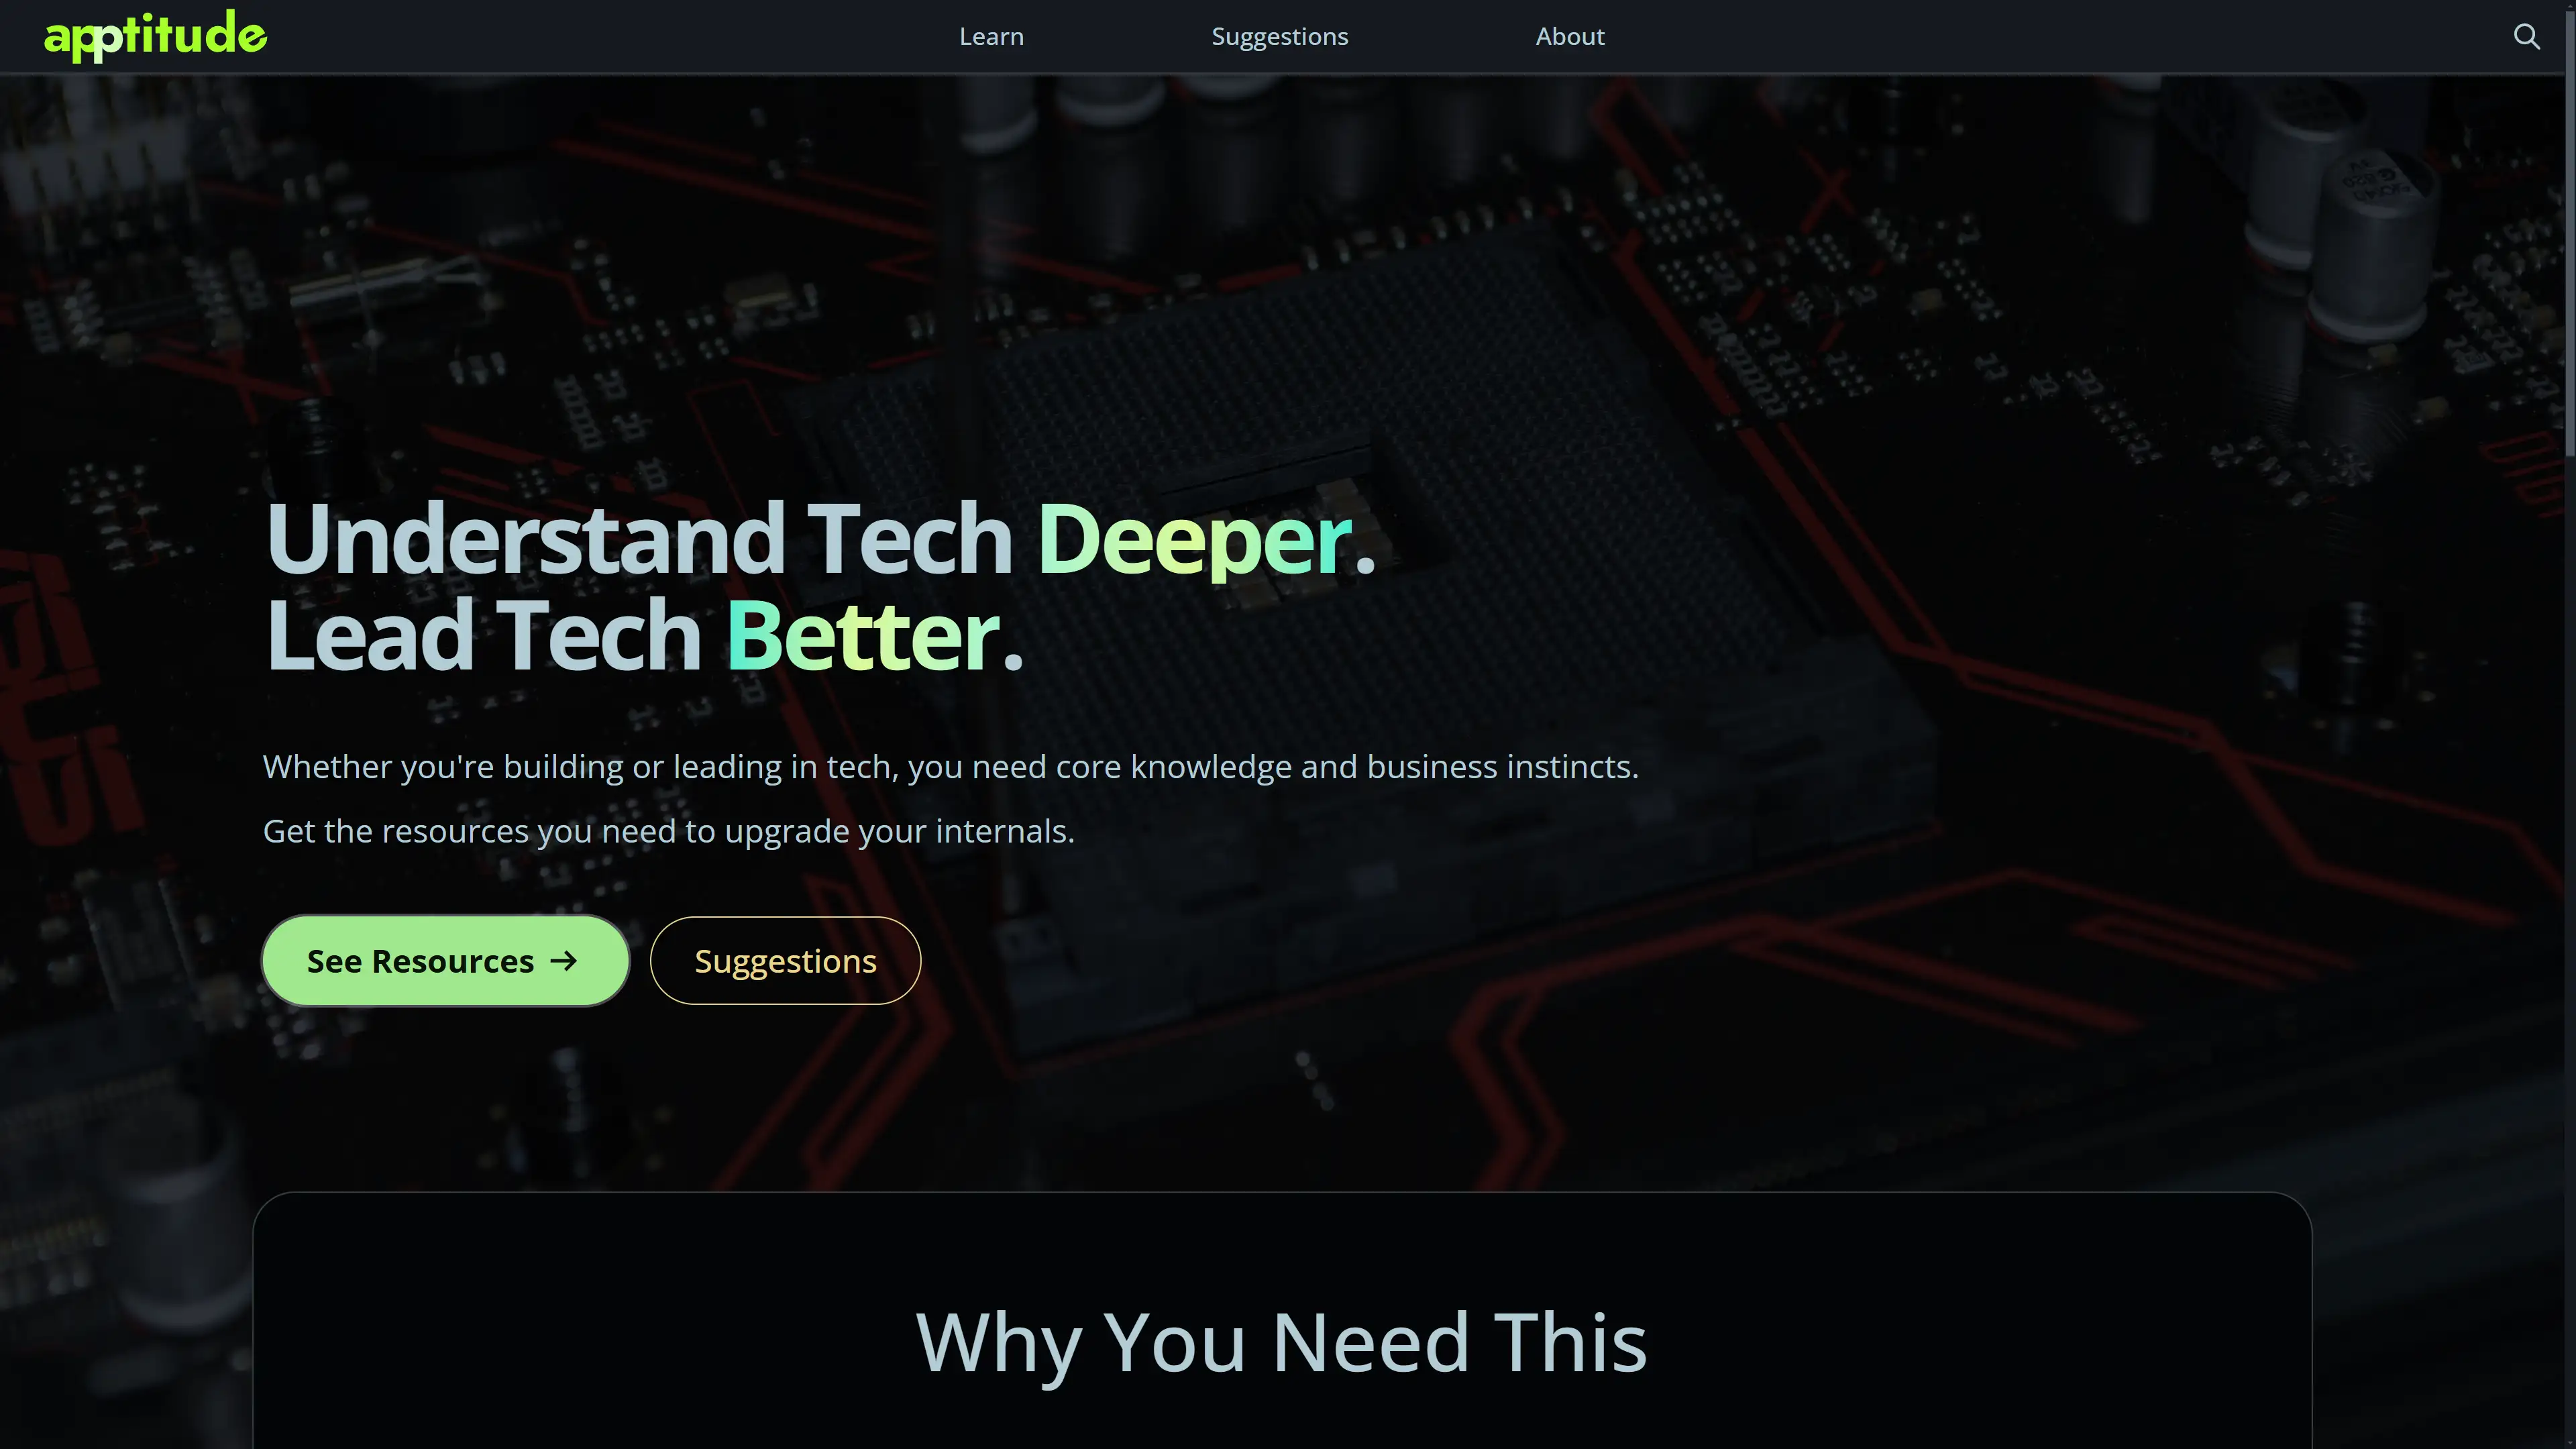 apptitude
Learn
Suggestions
About
Understand Tech Deeper.
Lead Tech Better.
Whether you're building or leading in tech, you need core knowledge and business instincts.
Get the resources you need to upgrade your internals.
See Resources →
Suggestions
Why You Need This